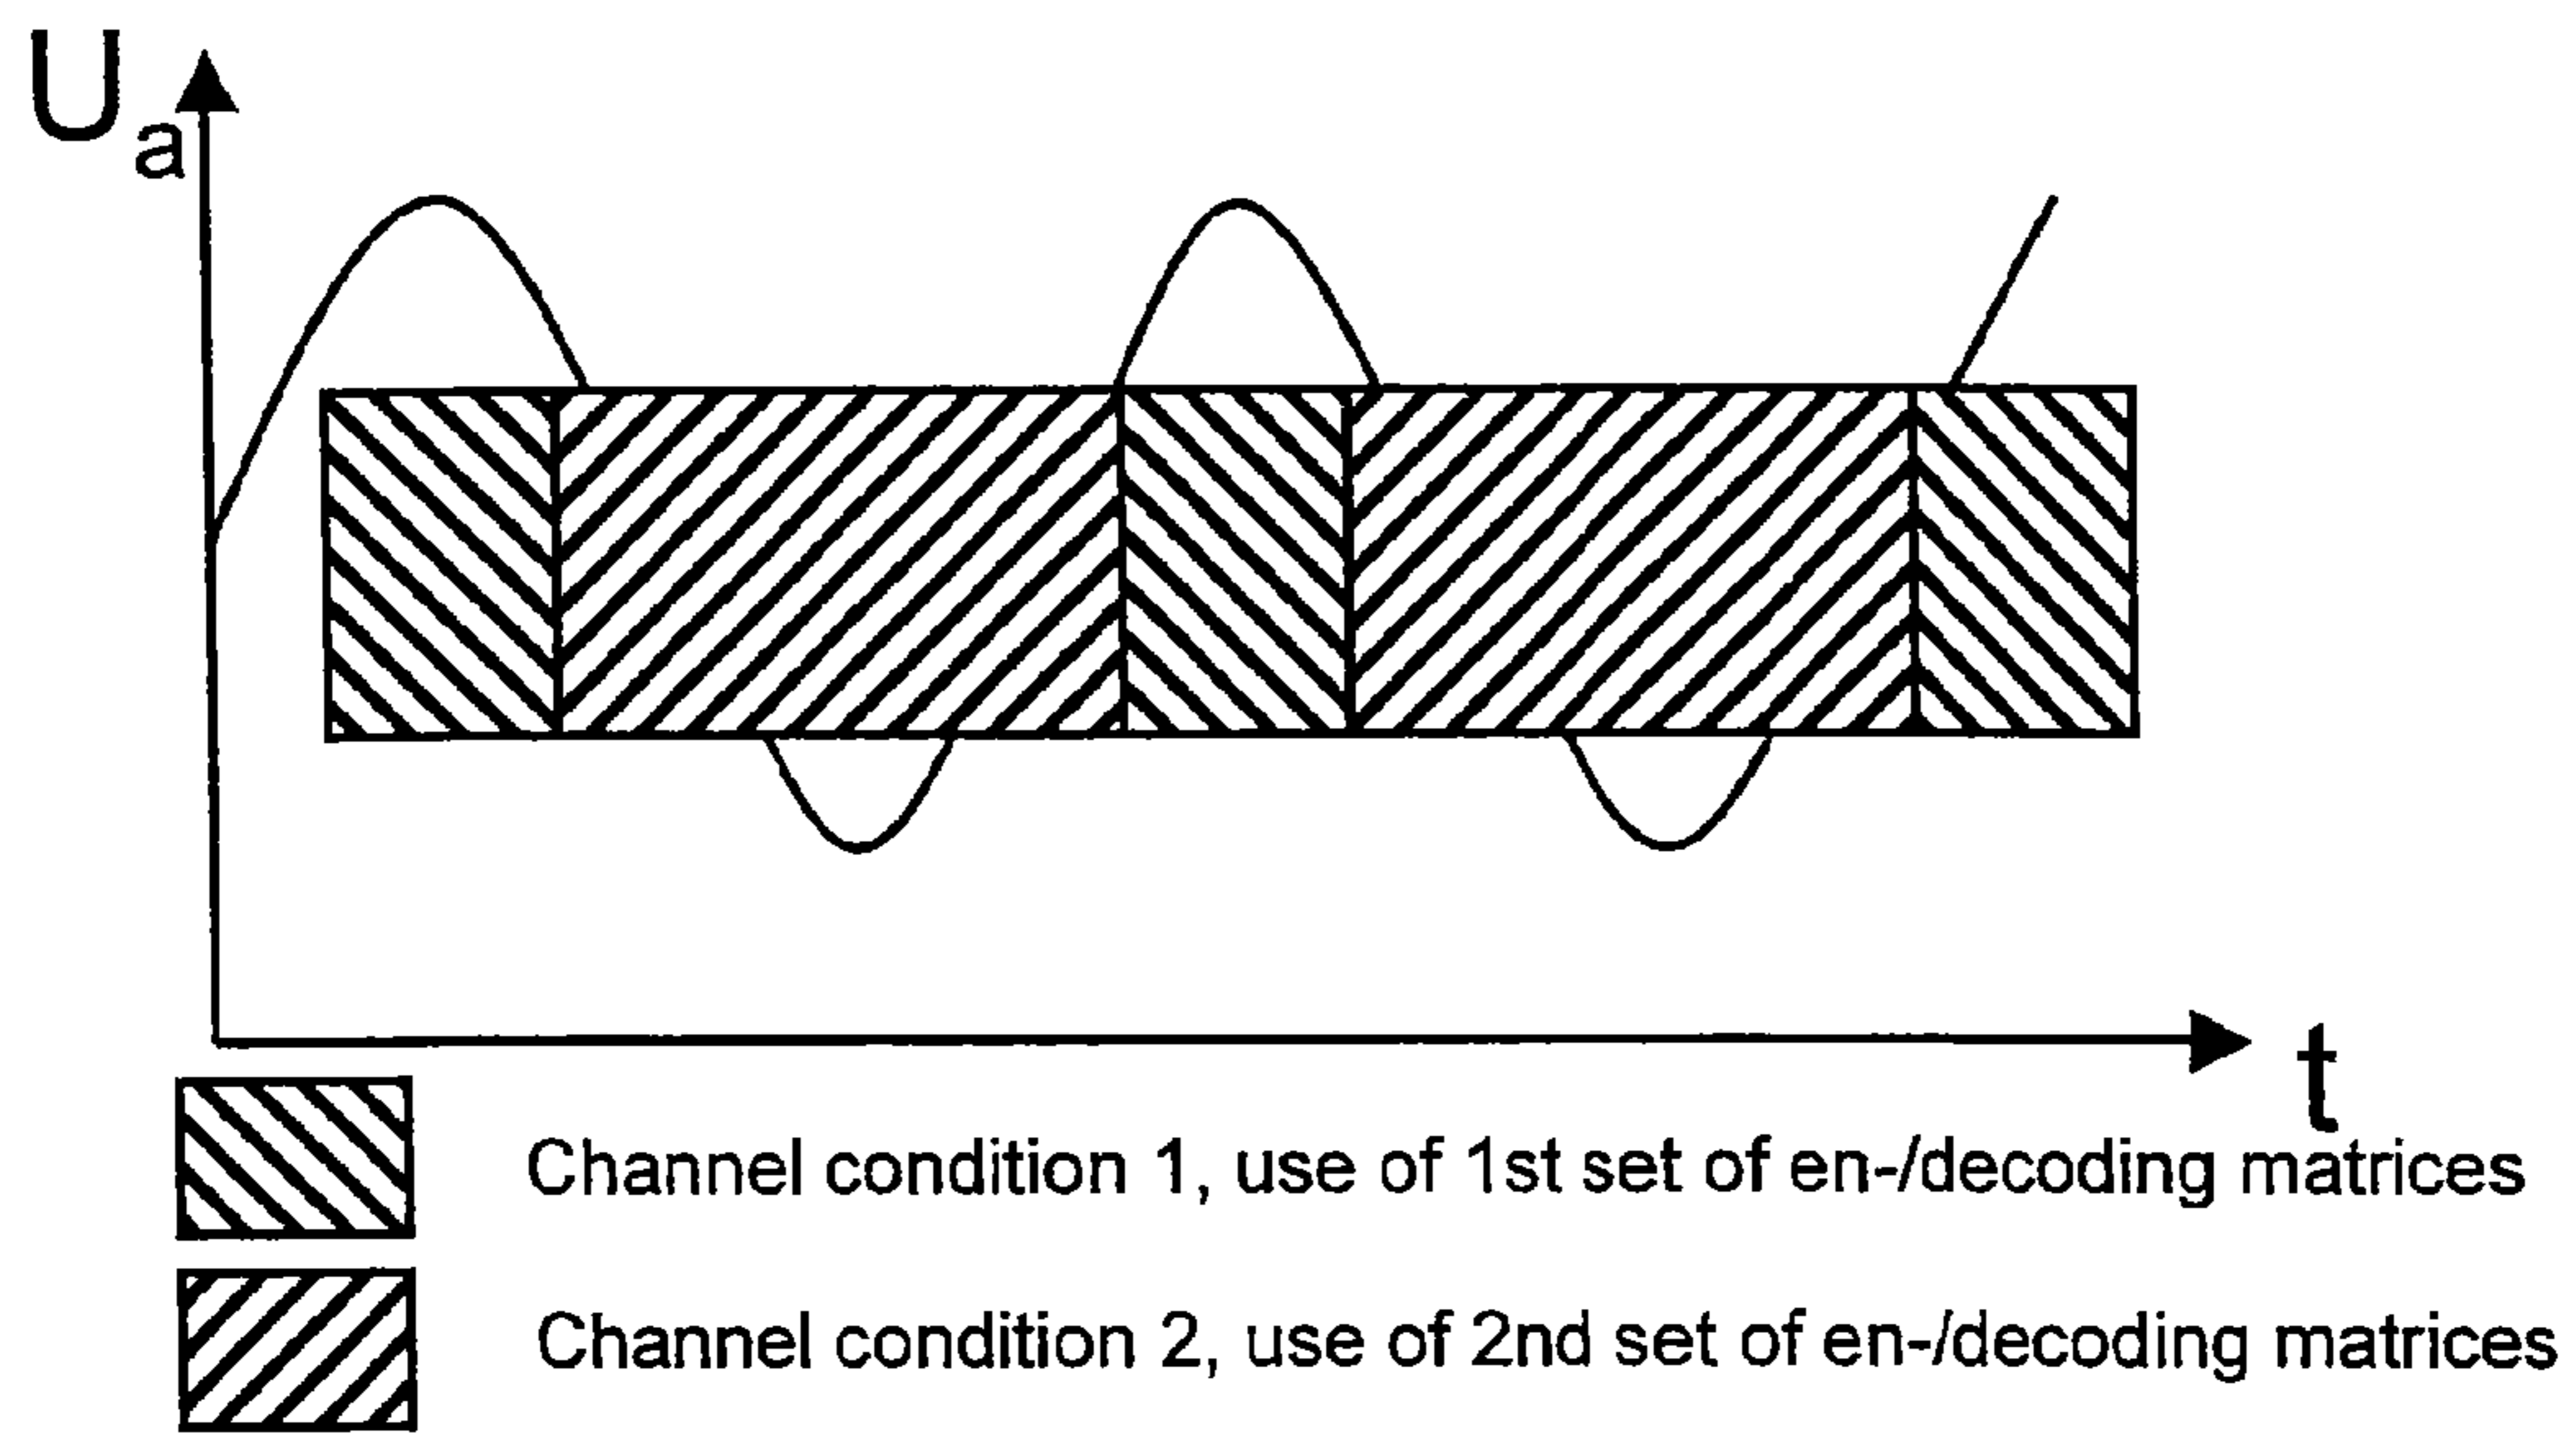 Ua
t
Channel condition 1, use of 1st set of en-/decoding matrices
Channel condition 2, use of 2nd set of en-/decoding matrices